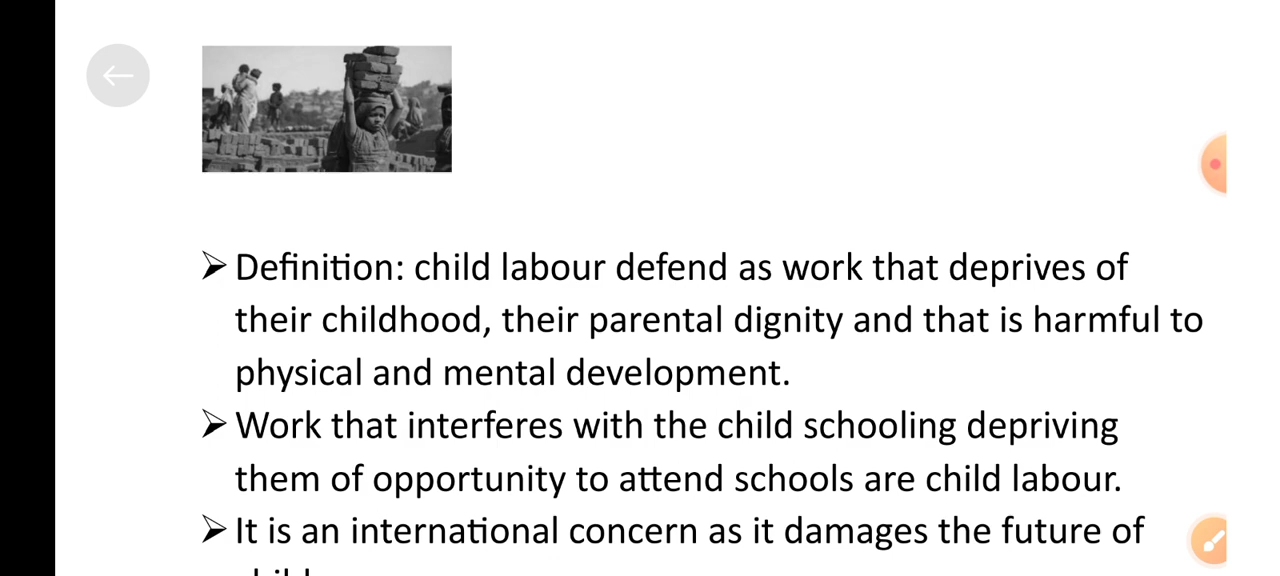 ➢ Definition: child labour defend as work that deprives of
their childhood, their parental dignity and that is harmful to
physical and mental development.
➢ Work that interferes with the child schooling depriving
them of opportunity to attend schools are child labour.
➢ It is an international concern as it damages the future of